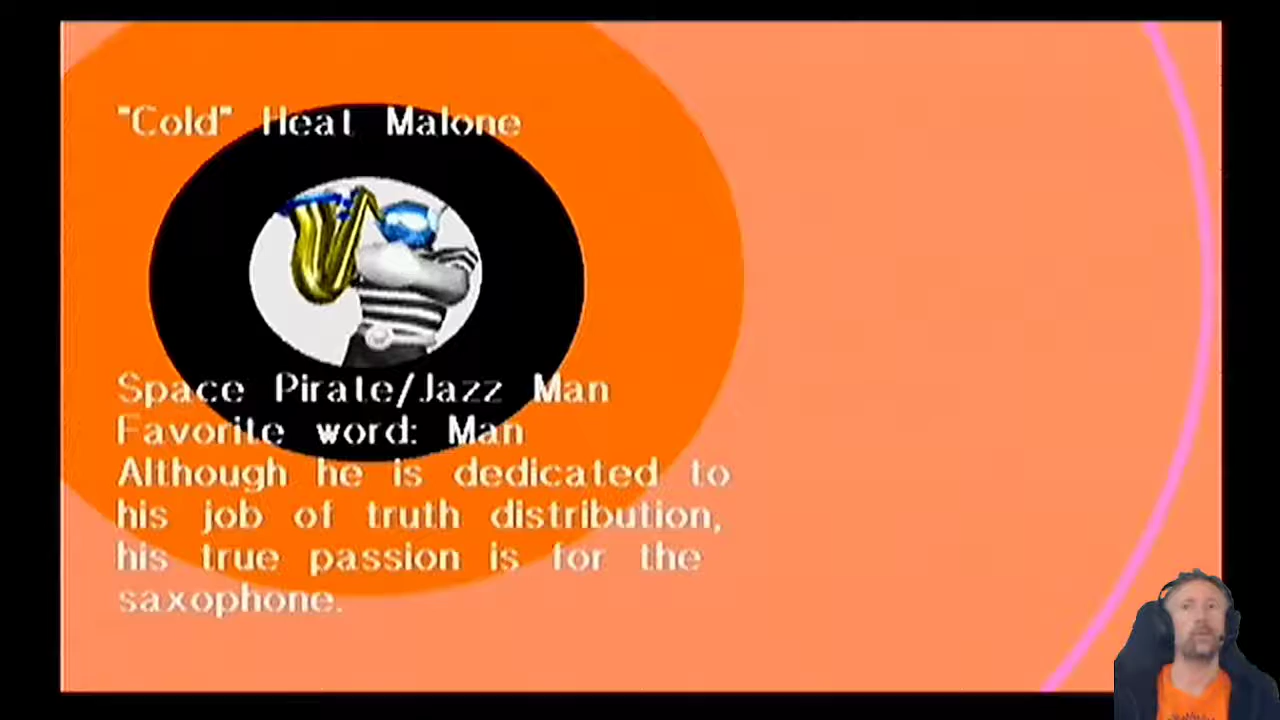 "Cold" Heat Malone
Space Pirate/Jazz Man
Favorite word: Man
Although he is dedicated to
his job of truth distribution,
his true passion is for the
saxophone.